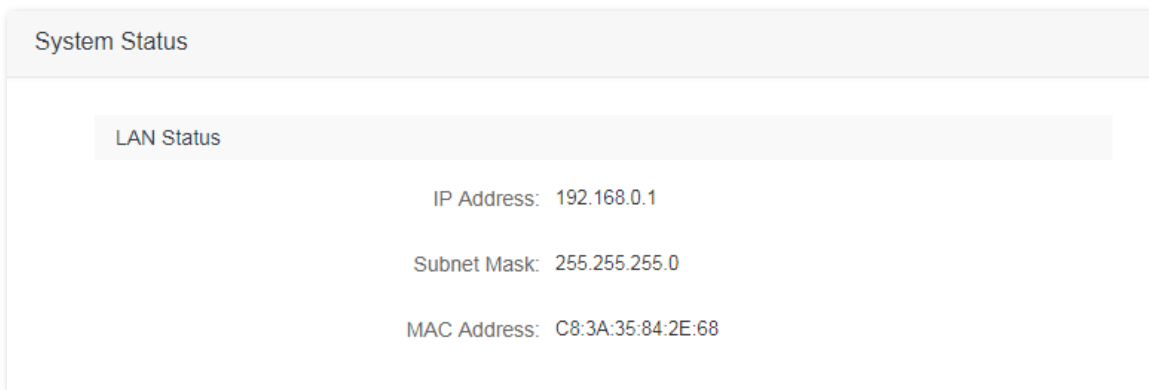 System Status
LAN Status
IP Address: 192.168.0.1
Subnet Mask: 255.255.255.0
MAC Address: C8:3A:35:84:2E:68